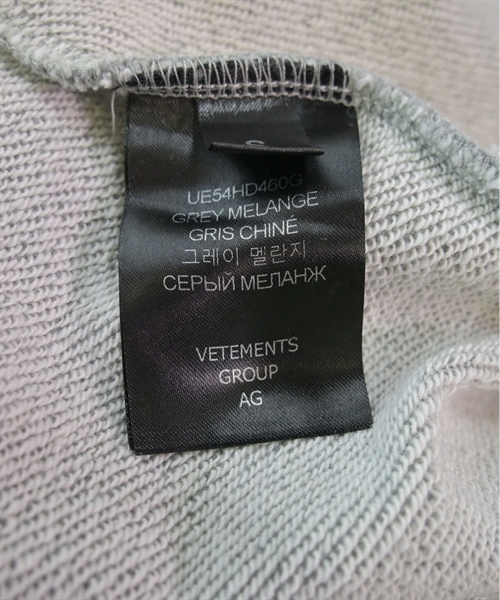 S
UE54HD460G
GREY MELANGE
GRIS CHINÉ
그레이 멜란지
СЕРЫЙ МЕЛАНЖ
VETEMENTS
GROUP
AG